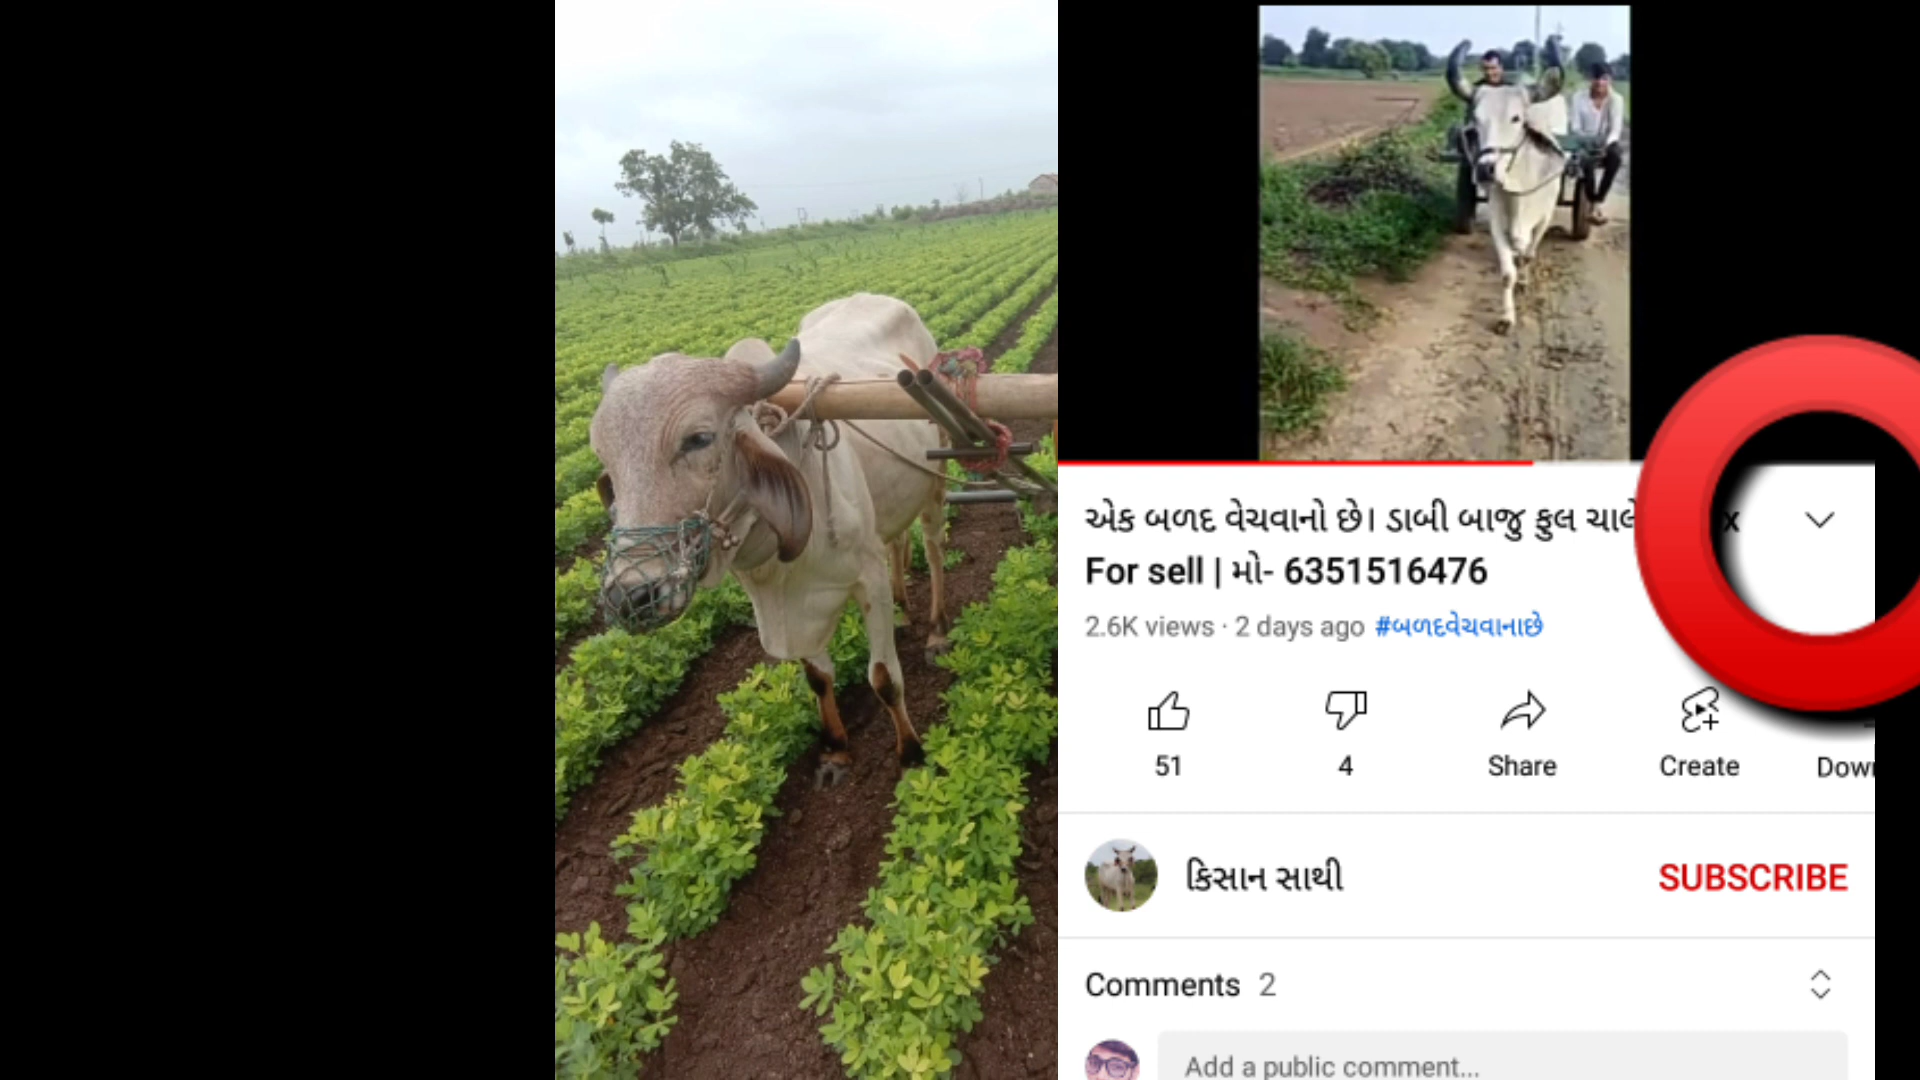 એક બળદ વેચવાનો છે। ડાબી બાજુ ફુલ ચાલે
For sell | મો- 6351516476
2.6K views · 2 days ago #બળદવેચવાનાછે
51
4
Share
Create
કિસાન સાથી
SUBSCRIBE
Comments 2
Add a public comment...